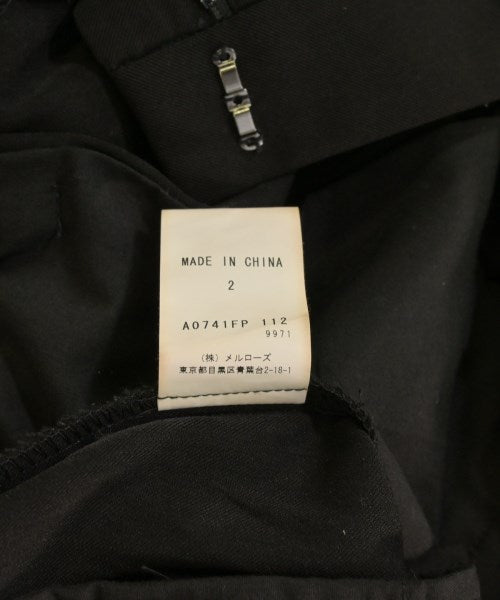 MADE IN CHINA
2
A0741FP 112
9971
(株) メルローズ
東京都目黒区青葉台2-18-1